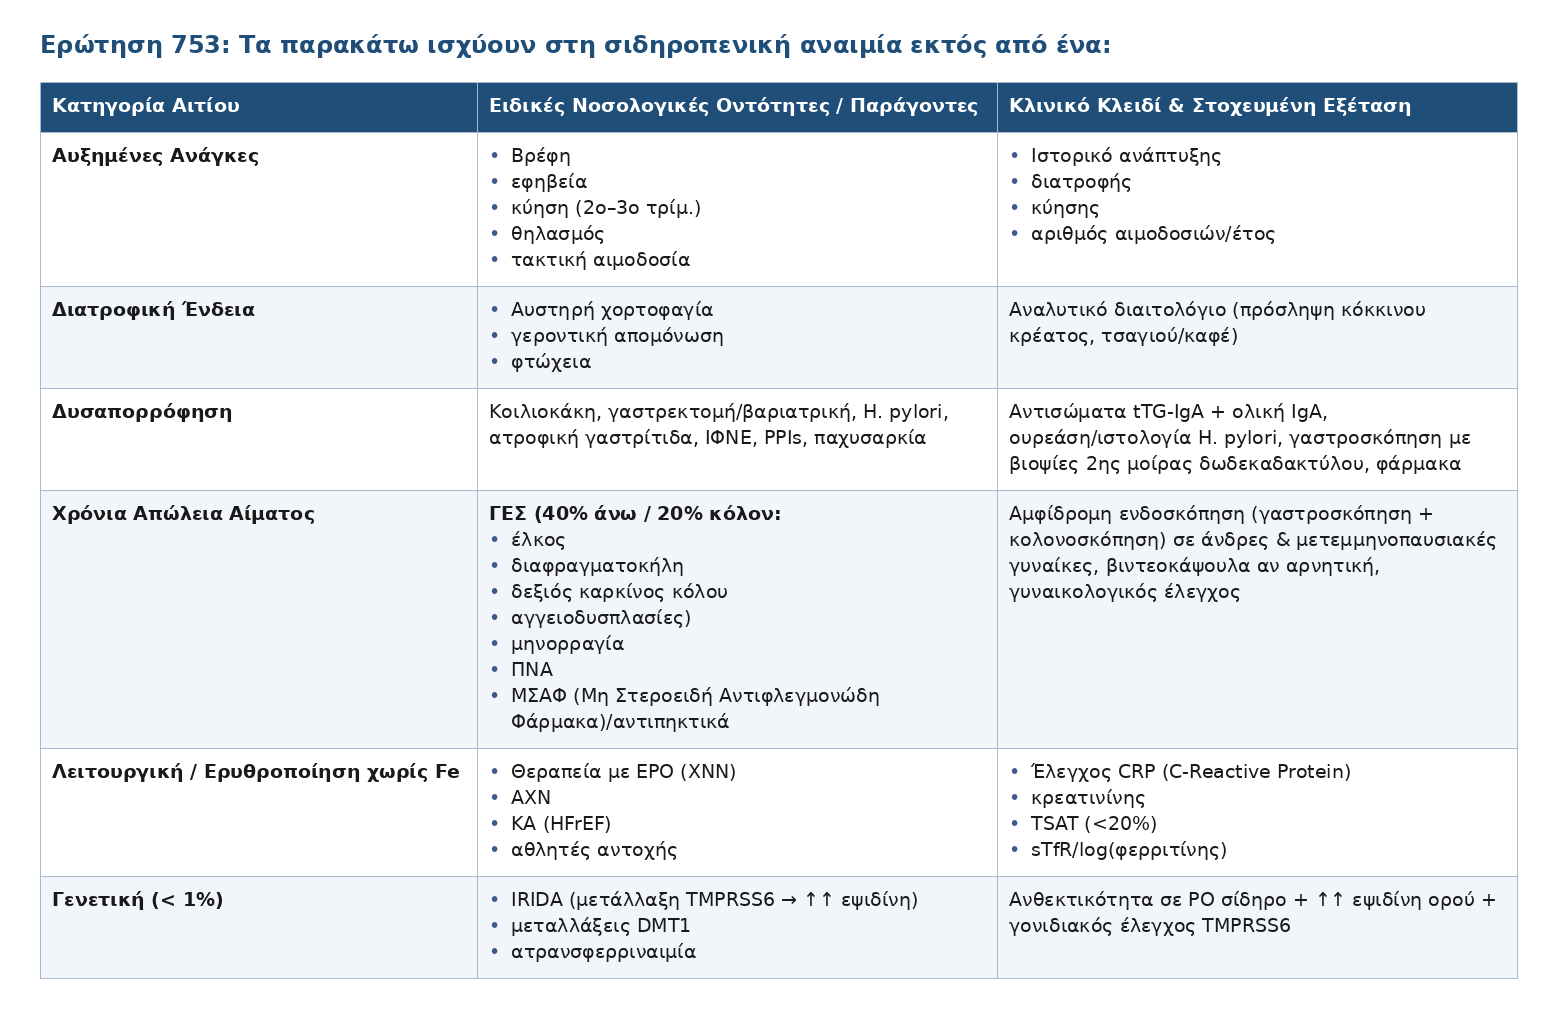 Ερώτηση 753: Τα παρακάτω ισχύουν στη σιδηροπενική αναιμία εκτός από ένα:
Κατηγορία Αιτίου
Ειδικές Νοσολογικές Οντότητες / Παράγοντες
Κλινικό Κλειδί & Στοχευμένη Εξέταση
Αυξημένες Ανάγκες
• Βρέφη
• εφηβεία
• κύηση (2ο–3ο τρίμ.)
• θηλασμός
• τακτική αιμοδοσία
• Ιστορικό ανάπτυξης
• διατροφής
• κύησης
• αριθμός αιμοδοσιών/έτος
Διατροφική Ένδεια
• Αυστηρή χορτοφαγία
• γεροντική απομόνωση
• φτώχεια
Αναλυτικό διαιτολόγιο (πρόσληψη κόκκινου
κρέατος, τσαγιού/καφέ)
Δυσαπορρόφηση
Κοιλιοκάκη, γαστρεκτομή/βαριατρική, H. pylori,
ατροφική γαστρίτιδα, ΙΦΝΕ, PPIs, παχυσαρκία
Αντισώματα tTG-IgA + ολική IgA,
ουρεάση/ιστολογία H. pylori, γαστροσκόπηση με
βιοψίες 2ης μοίρας δωδεκαδακτύλου, φάρμακα
Χρόνια Απώλεια Αίματος
ΓΕΣ (40% άνω / 20% κόλον:
• έλκος
• διαφραγματοκήλη
• δεξιός καρκίνος κόλου
• αγγειοδυσπλασίες)
• μηνορραγία
• ΠΝΑ
• ΜΣΑΦ (Μη Στεροειδή Αντιφλεγμονώδη
Φάρμακα)/αντιπηκτικά
Αμφίδρομη ενδοσκόπηση (γαστροσκόπηση +
κολονοσκόπηση) σε άνδρες & μετεμμηνοπαυσιακές
γυναίκες, βιντεοκάψουλα αν αρνητική,
γυναικολογικός έλεγχος
Λειτουργική / Ερυθροποίηση χωρίς Fe
• Θεραπεία με EPO (ΧΝΝ)
• ΑΧΝ
• ΚΑ (HFrEF)
• αθλητές αντοχής
• Έλεγχος CRP (C-Reactive Protein)
• κρεατινίνης
• TSAT (<20%)
• sTfR/log(φερριτίνης)
Γενετική (< 1%)
• IRIDA (μετάλλαξη TMPRSS6 → ↑↑ εψιδίνη)
• μεταλλάξεις DMT1
• ατρανσφερριναιμία
Ανθεκτικότητα σε PO σίδηρο + ↑↑ εψιδίνη ορού +
γονιδιακός έλεγχος TMPRSS6